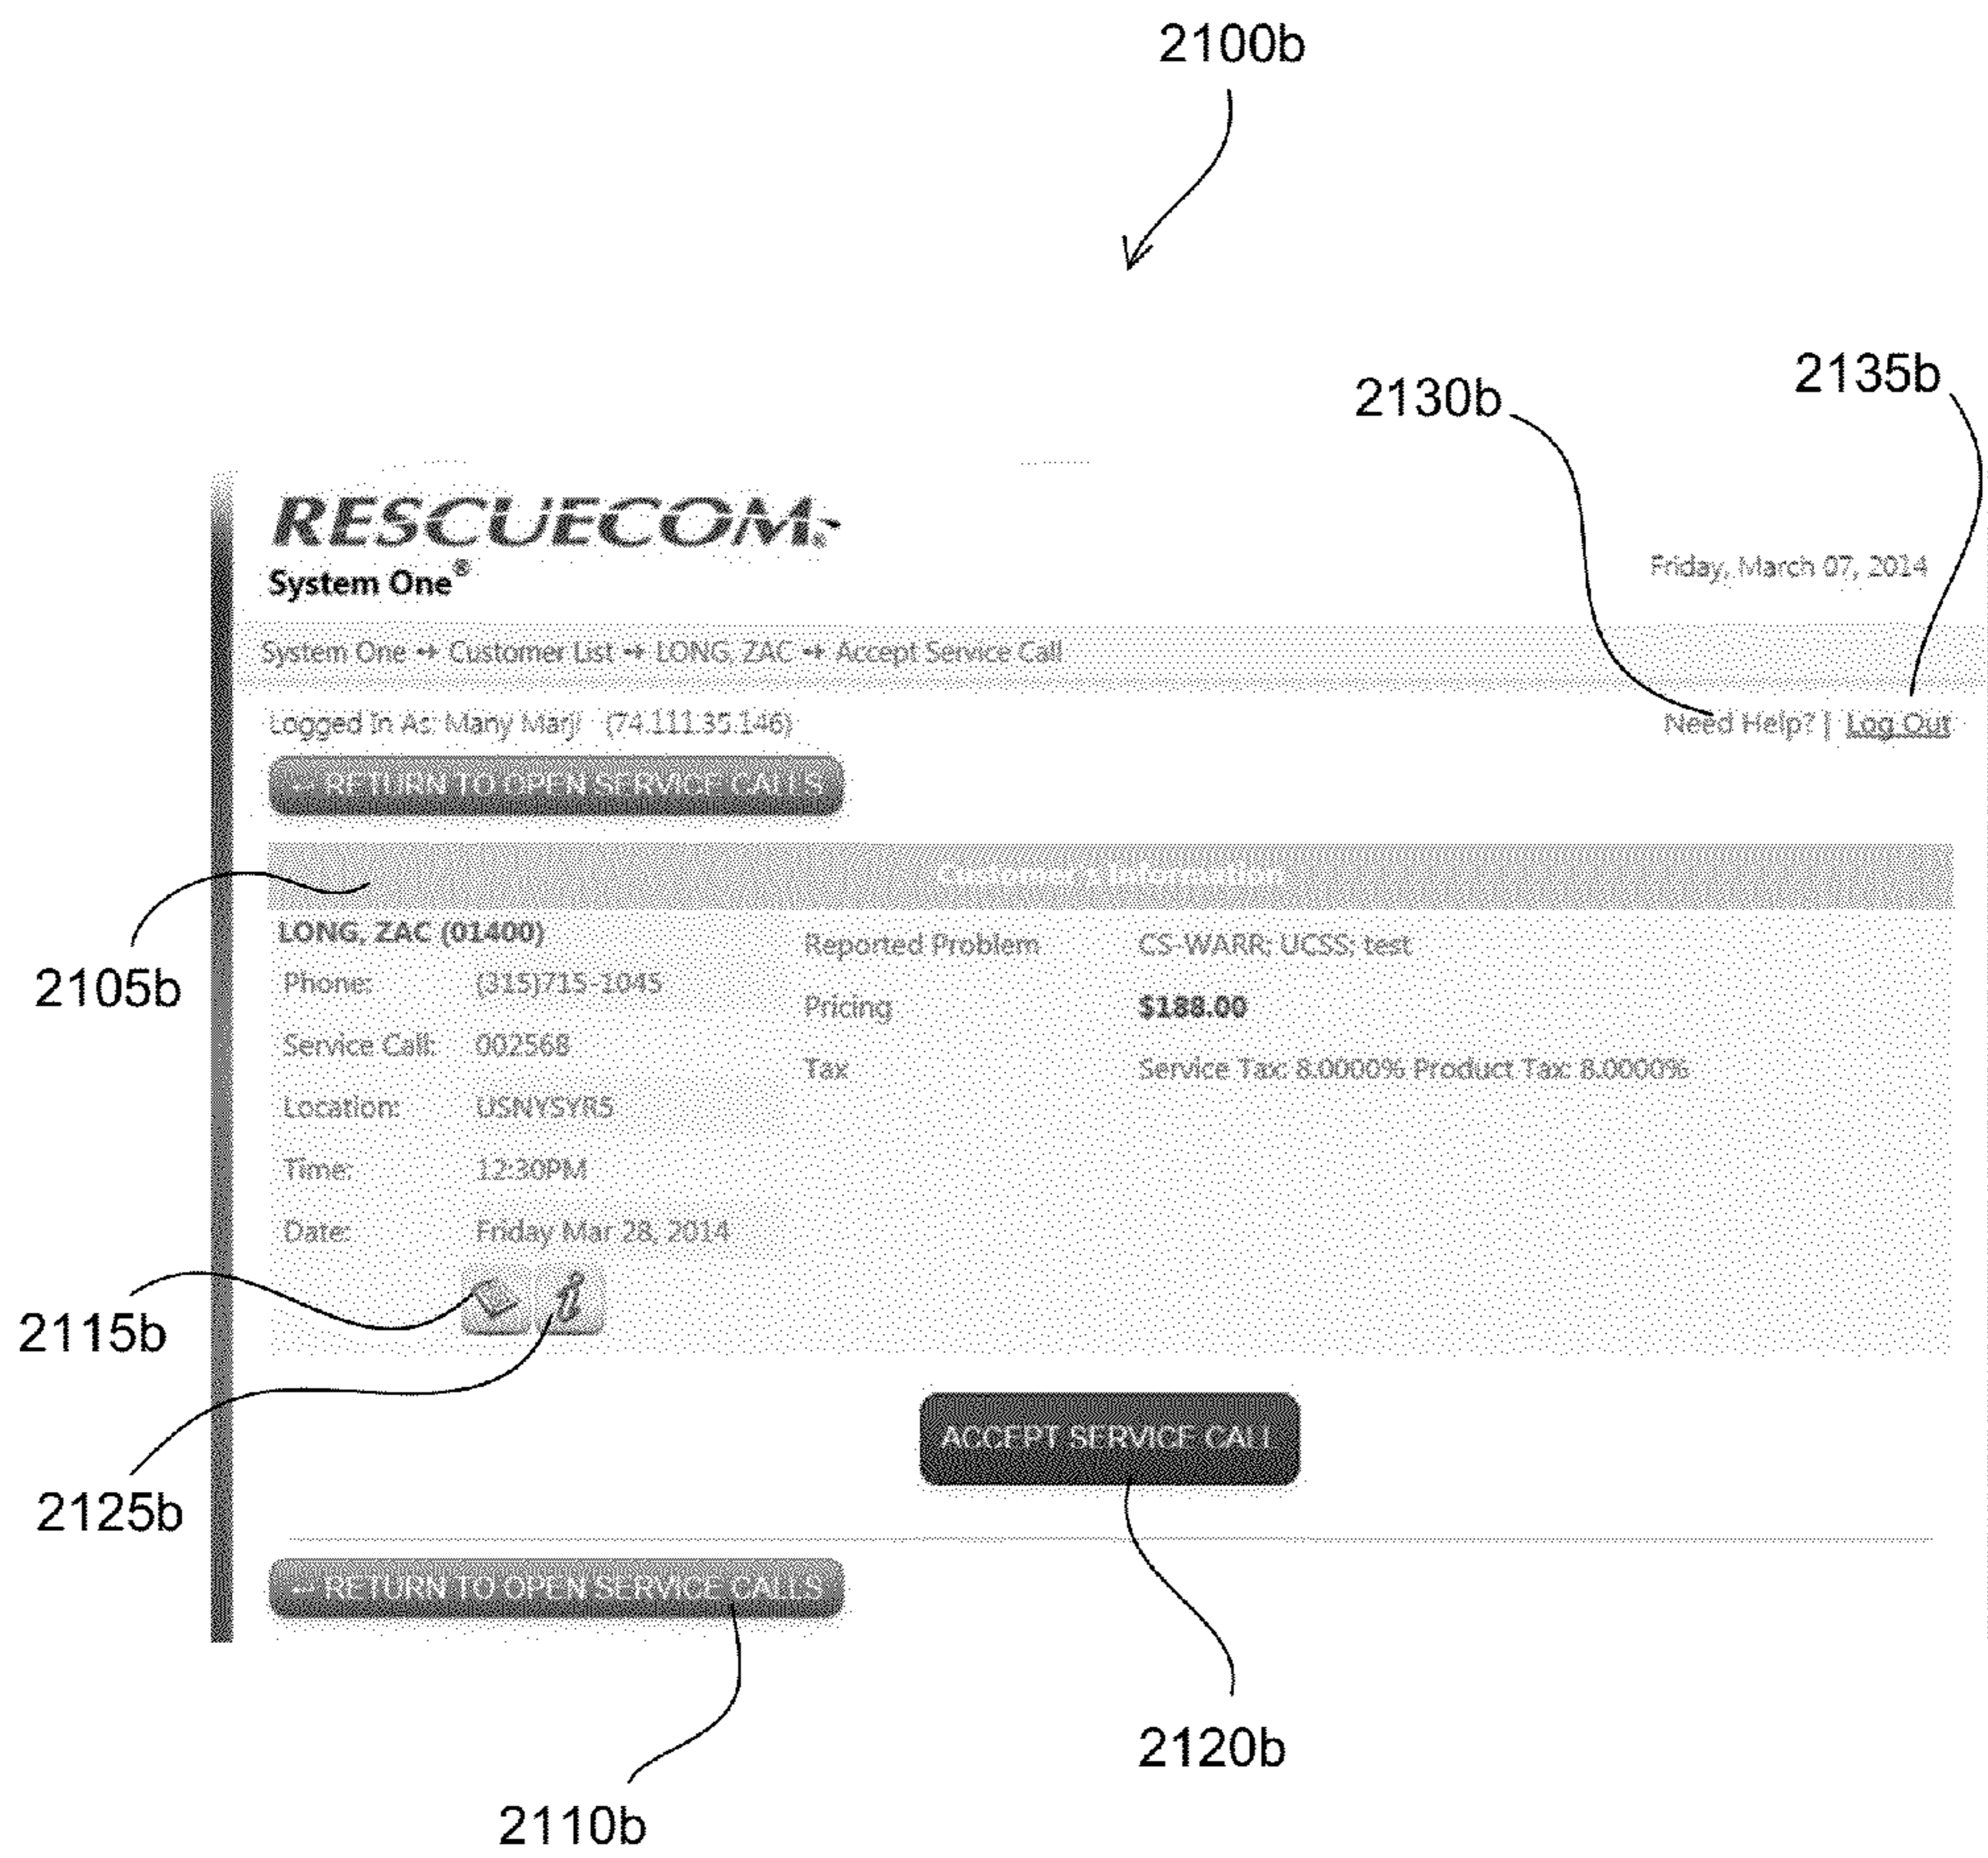 2100b
2135b
2130b
RESCUECOM®
System One®
Friday, March 07, 2014
System One → Customer List → LONG, ZAC → Accept Service Call
Logged In As: Many Marji (74.111.35.146)
Need Help? | Log Out
← RETURN TO OPEN SERVICE CALLS
Customer's Information
2105b
LONG, ZAC (01400)
Phone: (315)715-1045
Service Call: 002568
Location: USNYSYR5
Time: 12:30PM
Date: Friday Mar 28, 2014
Reported Problem CS-WARR; UCSS; test
Pricing $188.00
Tax Service Tax: 8.0000% Product Tax: 8.0000%
i
2115b
2125b
ACCEPT SERVICE CALL
← RETURN TO OPEN SERVICE CALLS
2120b
2110b